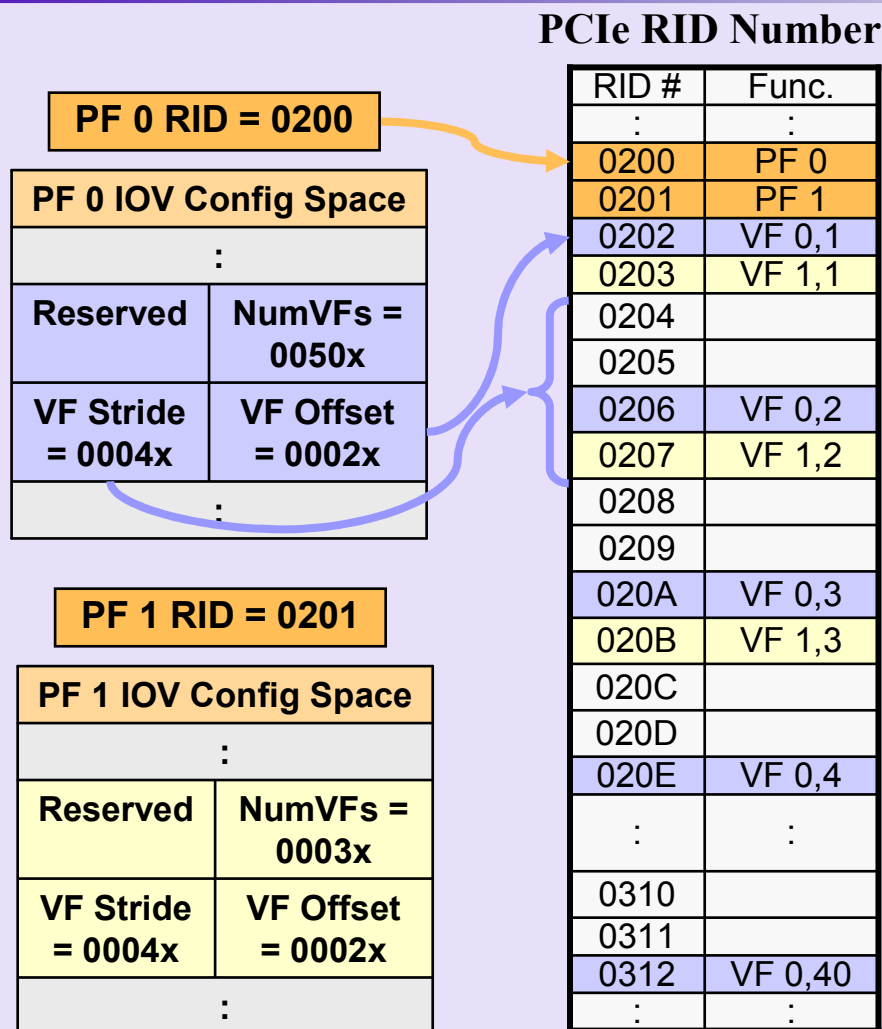 PCIe RID Number
PF 0 RID = 0200
PF 0 IOV Config Space
:
Reserved
NumVFs =
0050x
VF Stride
= 0004x
VF Offset
= 0002x
:
PF 1 RID = 0201
PF 1 IOV Config Space
:
Reserved
NumVFs =
0003x
VF Stride
= 0004x
VF Offset
= 0002x
:
RID # Func.
: :
0200 PF 0
0201 PF 1
0202 VF 0,1
0203 VF 1,1
0204
0205
0206 VF 0,2
0207 VF 1,2
0208
0209
020A VF 0,3
020B VF 1,3
020C
020D
020E VF 0,4
: :
0310
0311
0312 VF 0,40
: :